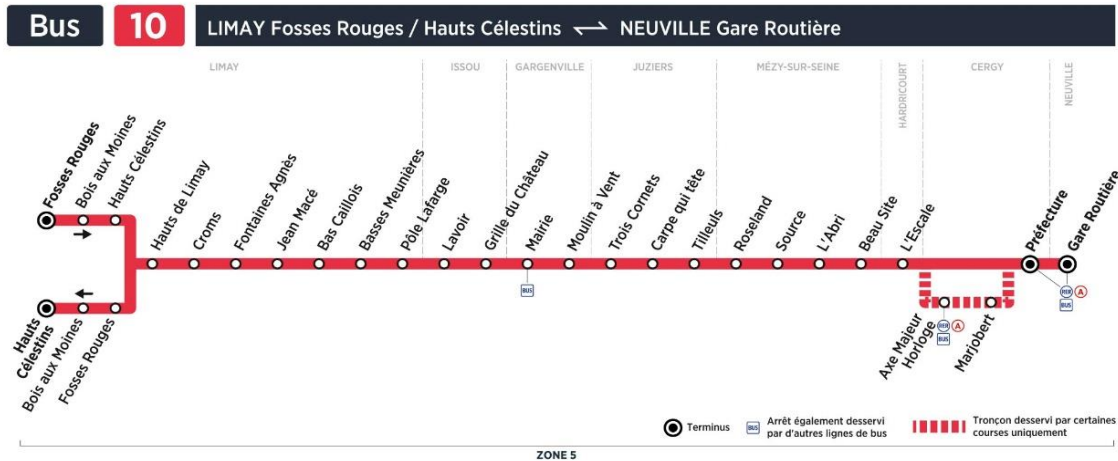 Bus 10 LIMAY Fosses Rouges / Hauts Célestins ⇌ NEUVILLE Gare Routière
LIMAY
ISSOU
GARGENVILLE
JUZIERS
MÉZY-SUR-SEINE
HARDRICOURT
CERGY
NEUVILLE
Fosses Rouges
Bois aux Moines
Hauts Célestins
Hauts de Limay
Croms
Fontaines Agnès
Jean Macé
Bas Caillois
Basses Meunières
Pôle Lafarge
Lavoir
Grille du Château
Mairie
Moulin à Vent
Trois Cornets
Carpe qui tête
Tilleuls
Roseland
Source
L'Abri
Beau Site
L'Escale
Préfecture
Gare Routière
BUS
RER A
BUS
Hauts
Célestins
Bois aux Moines
Fosses Rouges
Axe Majeur
Horloge
RER A
BUS
Marjobert
Terminus
BUS
Arrêt également desservi
par d'autres lignes de bus
Tronçon desservi par certaines
courses uniquement
ZONE 5